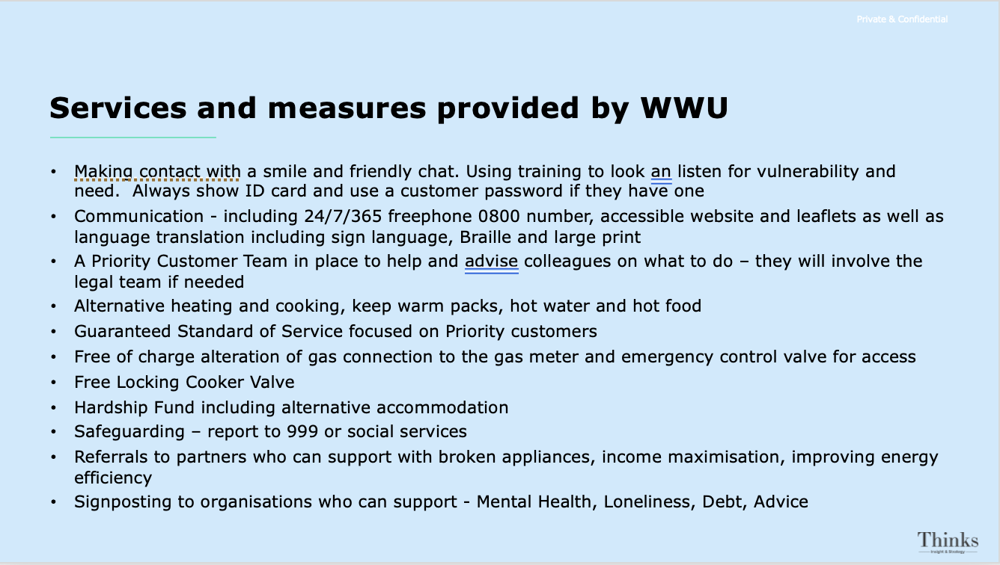 Private & Confidential
Services and measures provided by WWU
• Making contact with a smile and friendly chat. Using training to look an listen for vulnerability and
need.  Always show ID card and use a customer password if they have one
• Communication - including 24/7/365 freephone 0800 number, accessible website and leaflets as well as
language translation including sign language, Braille and large print
• A Priority Customer Team in place to help and advise colleagues on what to do – they will involve the
legal team if needed
• Alternative heating and cooking, keep warm packs, hot water and hot food
• Guaranteed Standard of Service focused on Priority customers
• Free of charge alteration of gas connection to the gas meter and emergency control valve for access
• Free Locking Cooker Valve
• Hardship Fund including alternative accommodation
• Safeguarding – report to 999 or social services
• Referrals to partners who can support with broken appliances, income maximisation, improving energy
efficiency
• Signposting to organisations who can support - Mental Health, Loneliness, Debt, Advice
Thinks
Insight & Strategy